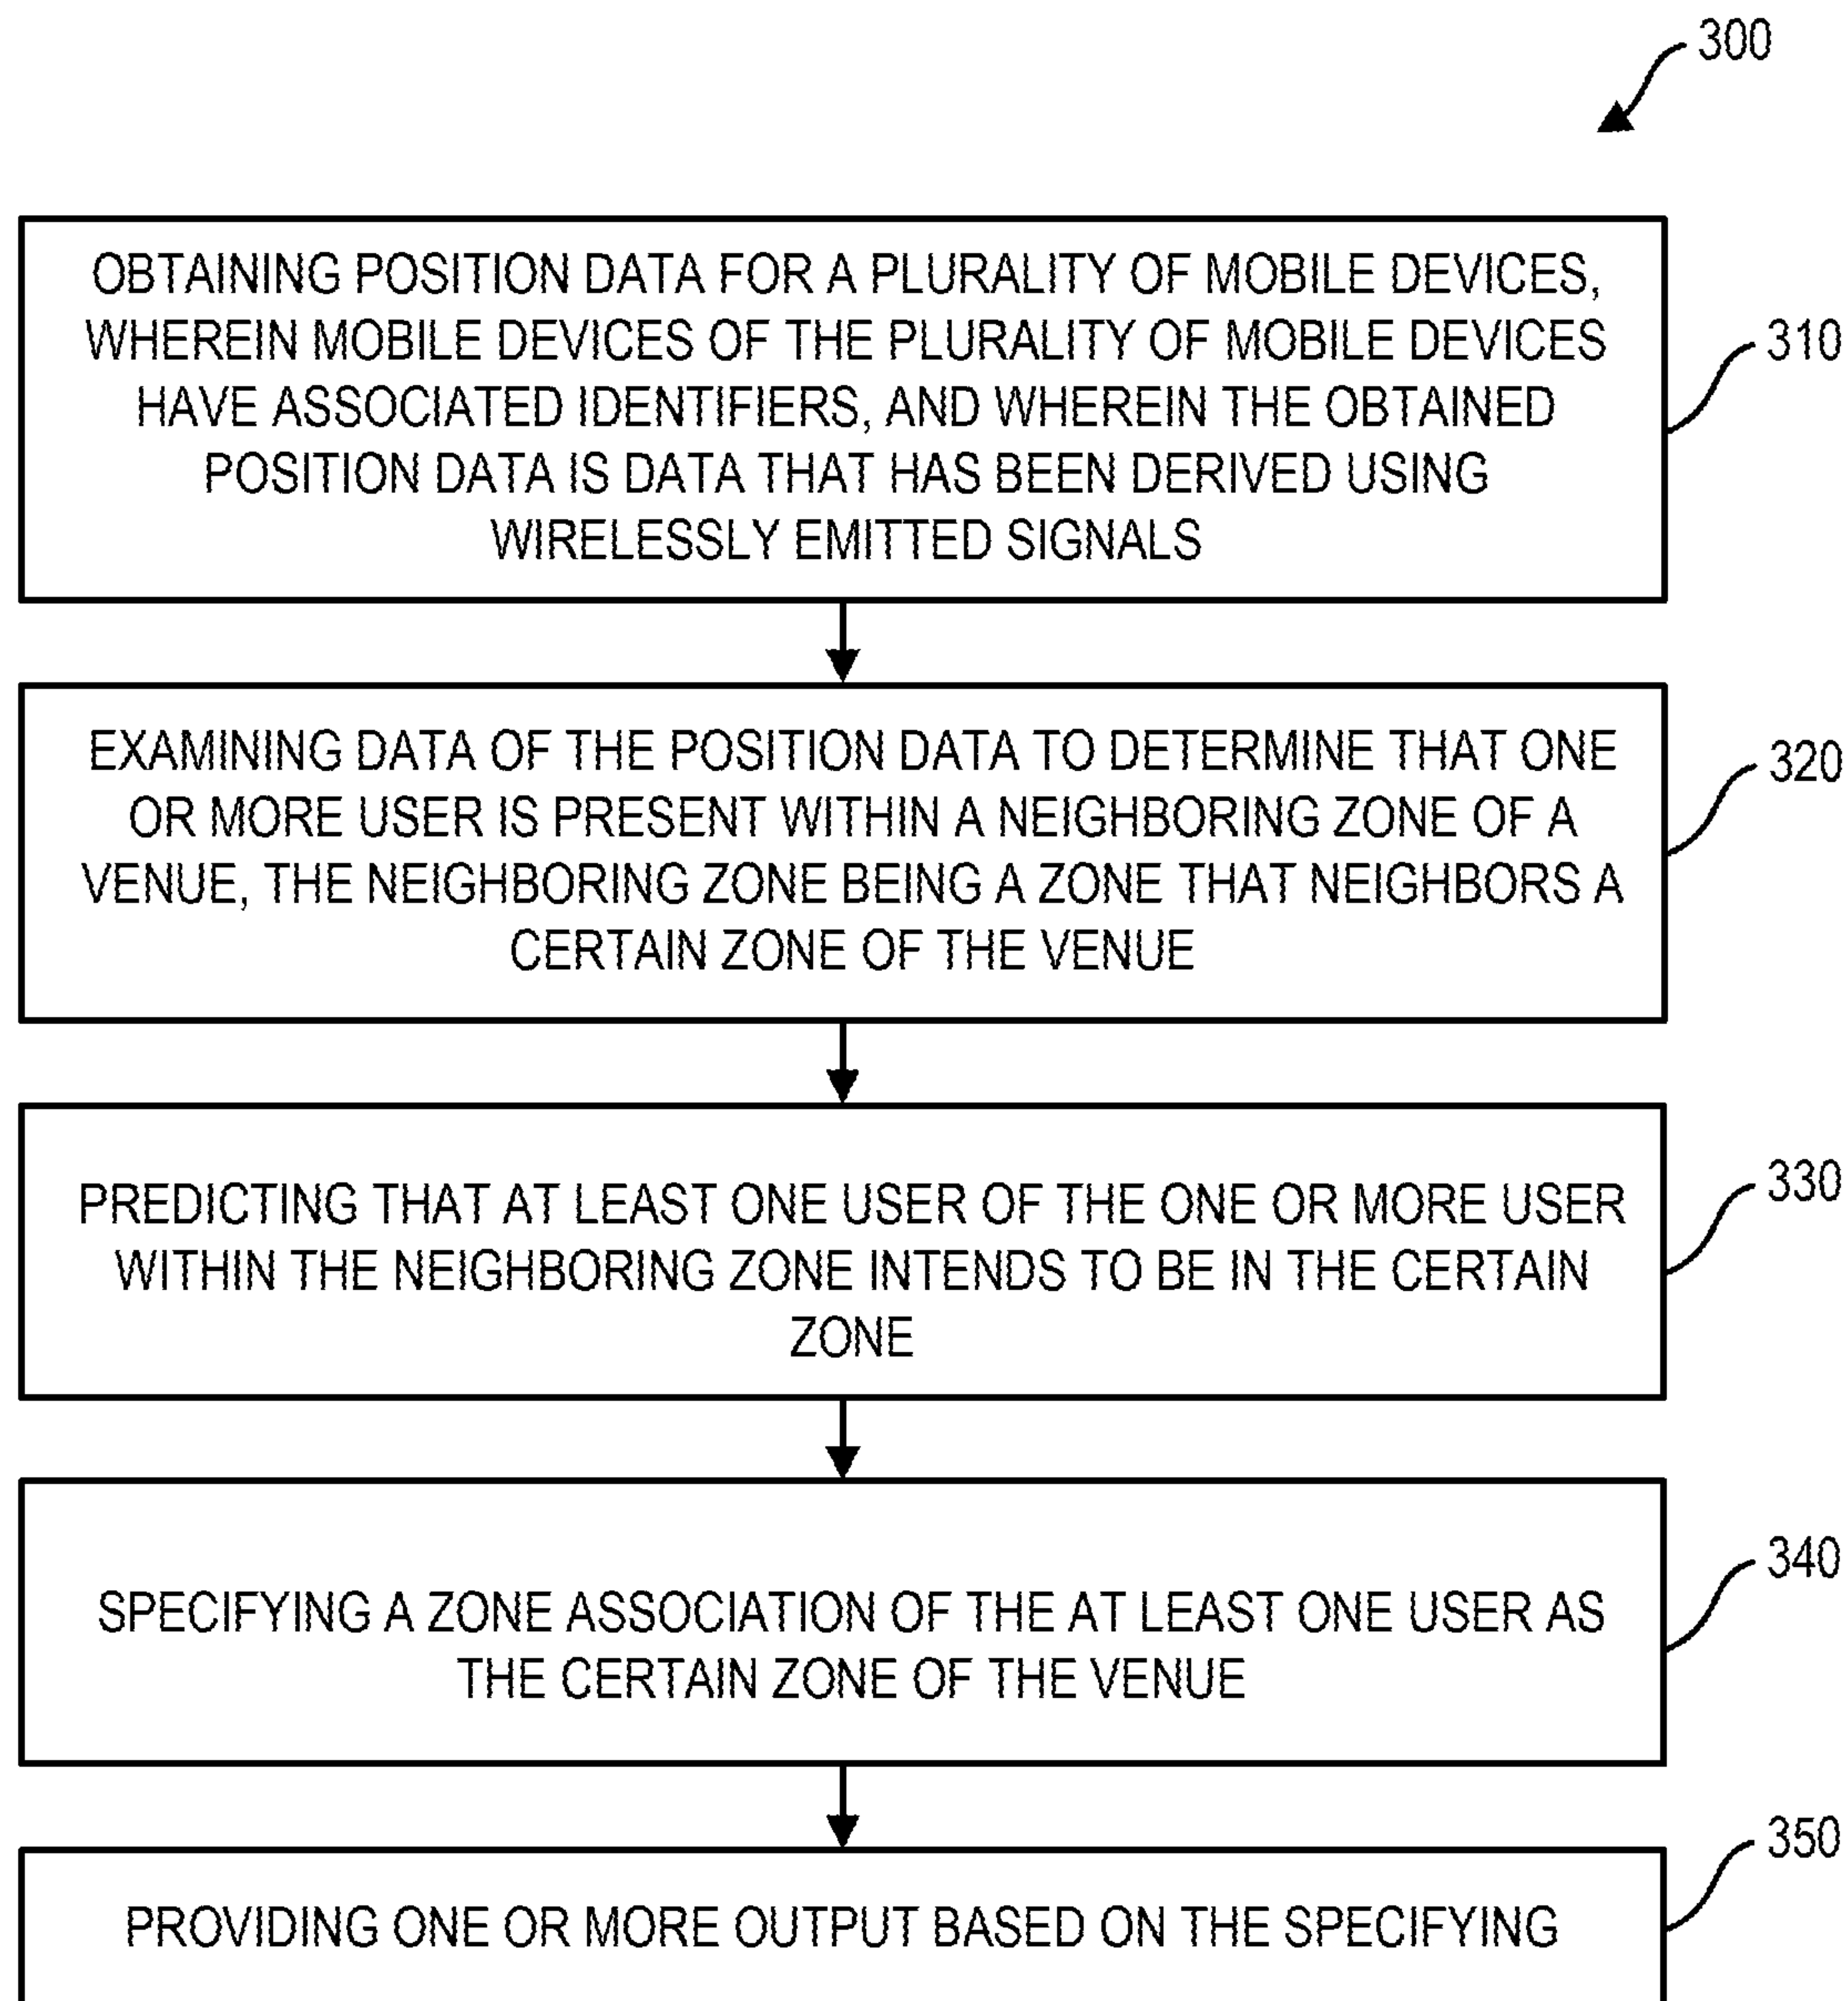 300
OBTAINING POSITION DATA FOR A PLURALITY OF MOBILE DEVICES,
WHEREIN MOBILE DEVICES OF THE PLURALITY OF MOBILE DEVICES
HAVE ASSOCIATED IDENTIFIERS, AND WHEREIN THE OBTAINED
POSITION DATA IS DATA THAT HAS BEEN DERIVED USING
WIRELESSLY EMITTED SIGNALS
310
EXAMINING DATA OF THE POSITION DATA TO DETERMINE THAT ONE
OR MORE USER IS PRESENT WITHIN A NEIGHBORING ZONE OF A
VENUE, THE NEIGHBORING ZONE BEING A ZONE THAT NEIGHBORS A
CERTAIN ZONE OF THE VENUE
320
PREDICTING THAT AT LEAST ONE USER OF THE ONE OR MORE USER
WITHIN THE NEIGHBORING ZONE INTENDS TO BE IN THE CERTAIN
ZONE
330
SPECIFYING A ZONE ASSOCIATION OF THE AT LEAST ONE USER AS
THE CERTAIN ZONE OF THE VENUE
340
PROVIDING ONE OR MORE OUTPUT BASED ON THE SPECIFYING
350